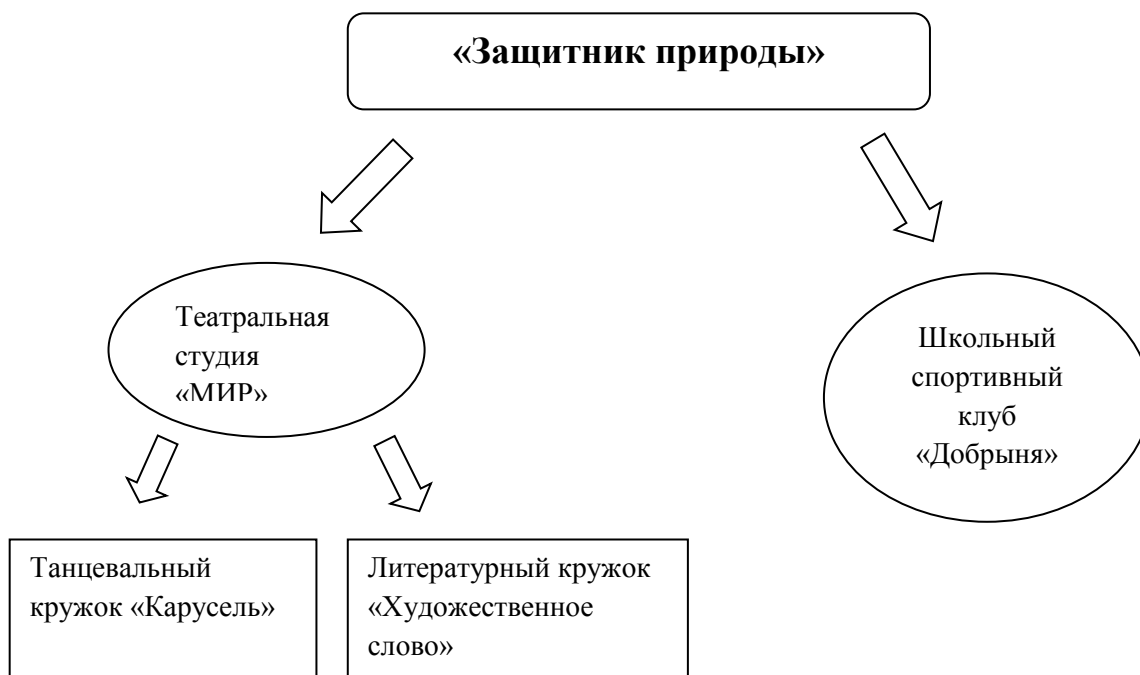 «Защитник природы»
Театральная
студия
«МИР»
Школьный
спортивный
клуб
«Добрыня»
Танцевальный
кружок «Карусель»
Литературный кружок
«Художественное
слово»